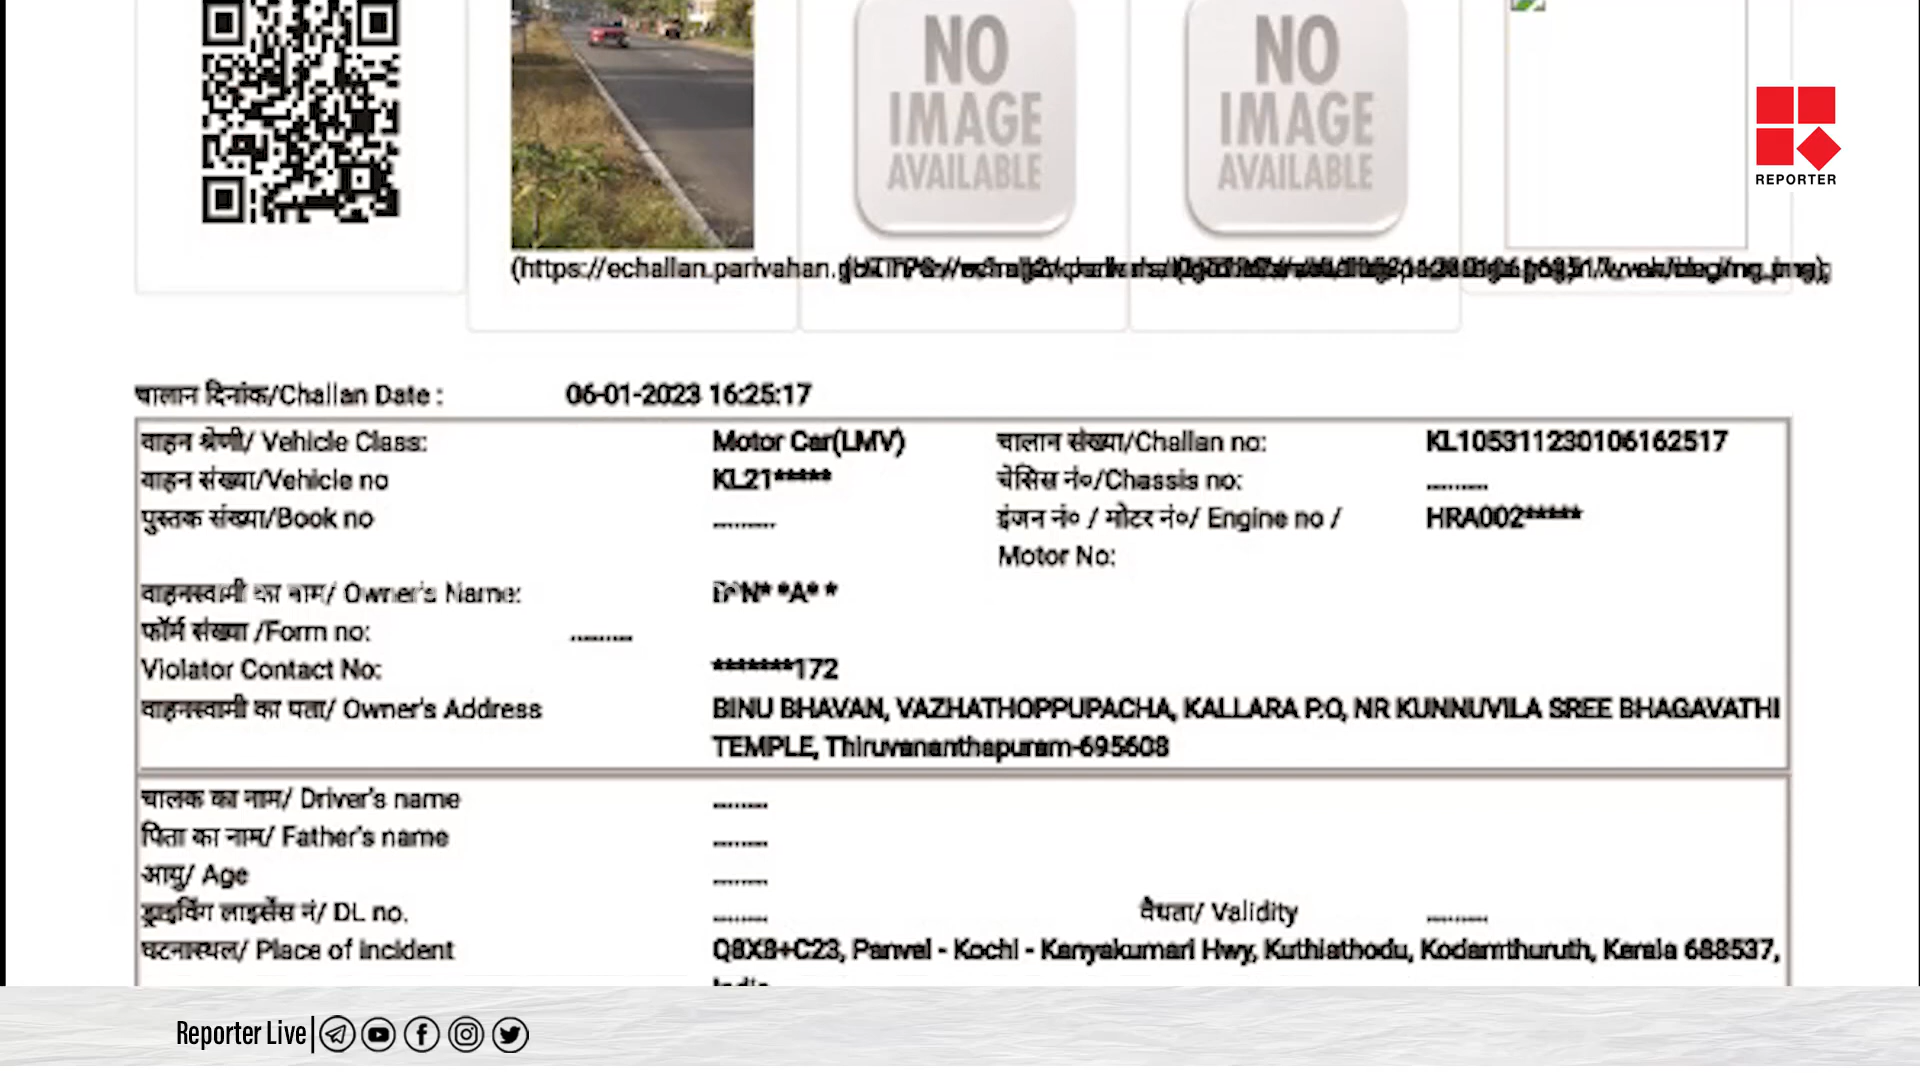 NO
IMAGE
AVAILABLE
NO
IMAGE
AVAILABLE
REPORTER
(https://echallan.parivahan.
चालान दिनांक/Challan Date : 06-01-2023 16:25:17
वाहन श्रेणी/ Vehicle Class: Motor Car(LMV) चालान संख्या/Challan no: KL105311230106162517
वाहन संख्या/Vehicle no KL21***** चेसिस नं०/Chassis no: .........
पुस्तक संख्या/Book no ......... इंजन नं० / मोटर नं०/ Engine no / HRA002*****
Motor No:
वाहनस्वामी का नाम/ Owner's Name: *N* *A* *
फॉर्म संख्या /Form no: .........
Violator Contact No: *******172
वाहनस्वामी का पता/ Owner's Address BINU BHAVAN, VAZHATHOPPUPACHA, KALLARA P.O, NR KUNNUVILA SREE BHAGAVATHI
TEMPLE, Thiruvananthapuram-695608
चालक का नाम/ Driver's name ........
पिता का नाम/ Father's name ........
आयु/ Age ........
ड्राइविंग लाइसेंस नं/ DL no. ........ वैधता/ Validity .........
घटनास्थल/ Place of incident Q8X8+C23, Panvel - Kochi - Kanyakumari Hwy, Kuthiathodu, Kodamthuruth, Kerala 688537,
Reporter Live